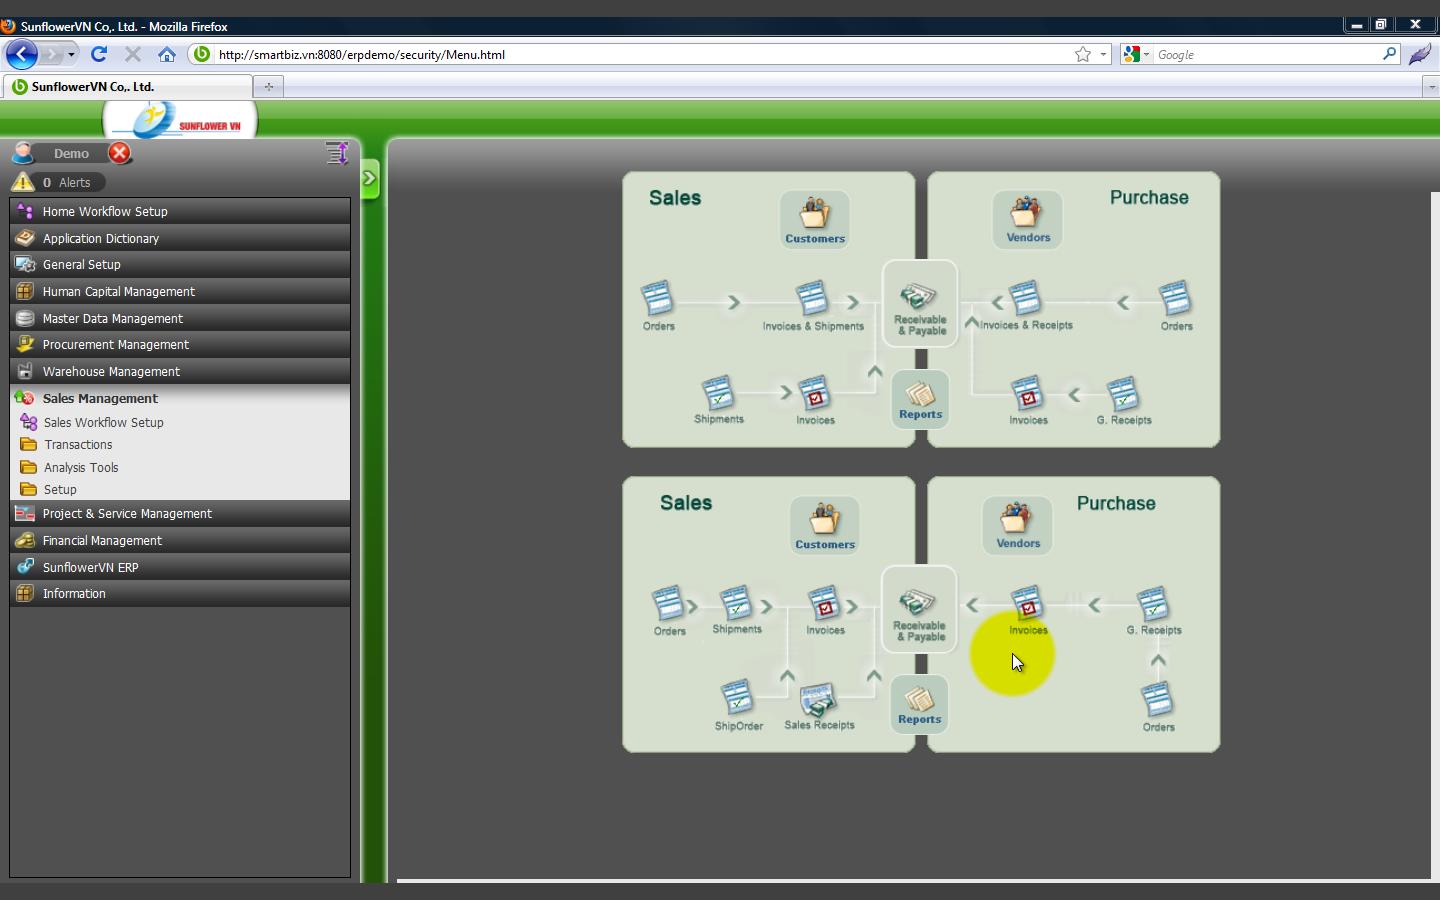 SunflowerVN Co,. Ltd. - Mozilla Firefox
http://smartbiz.vn:8080/erpdemo/security/Menu.html
Google
SunflowerVN Co,. Ltd.
SUNFLOWER VN
Demo
0 Alerts
Home Workflow Setup
Application Dictionary
General Setup
Human Capital Management
Master Data Management
Procurement Management
Warehouse Management
Sales Management
Sales Workflow Setup
Transactions
Analysis Tools
Setup
Project & Service Management
Financial Management
SunflowerVN ERP
Information
Sales
Customers
Purchase
Vendors
Orders
Invoices & Shipments
Receivable
& Payable
Invoices & Receipts
Orders
Shipments
Invoices
Reports
Invoices
G. Receipts
Sales
Customers
Purchase
Vendors
Orders
Shipments
Invoices
Receivable
& Payable
Invoices
G. Receipts
ShipOrder
Sales Receipts
Reports
Orders